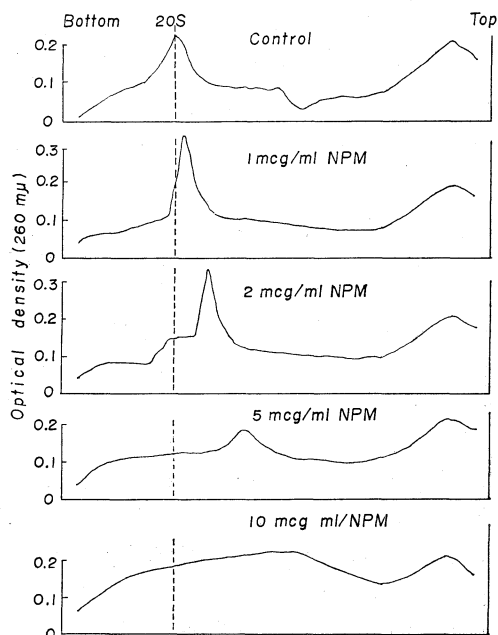 Bottom 20S Top
Control
0.2
0.1
0
1 mcg/ml NPM
0.3
0.2
0.1
0
2 mcg/ml NPM
0.3
0.2
0.1
0
5 mcg/ml NPM
0.2
0.1
0
10 mcg ml/NPM
0.2
0.1
0
Optical density (260 mμ)